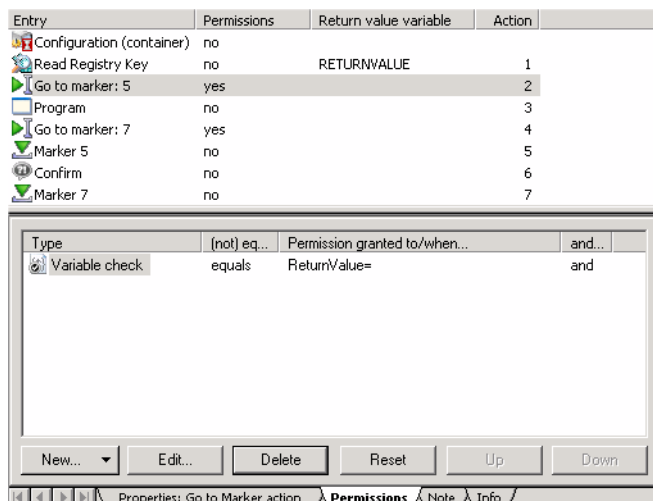 Entry Permissions Return value variable Action
Configuration (container) no
Read Registry Key no RETURNVALUE 1
Go to marker: 5 yes 2
Program no 3
Go to marker: 7 yes 4
Marker 5 no 5
Confirm no 6
Marker 7 no 7
Type (not) eq... Permission granted to/when... and...
Variable check equals ReturnValue= and
New... Edit... Delete Reset Up Down
Properties: Go to Marker action Permissions Note Info